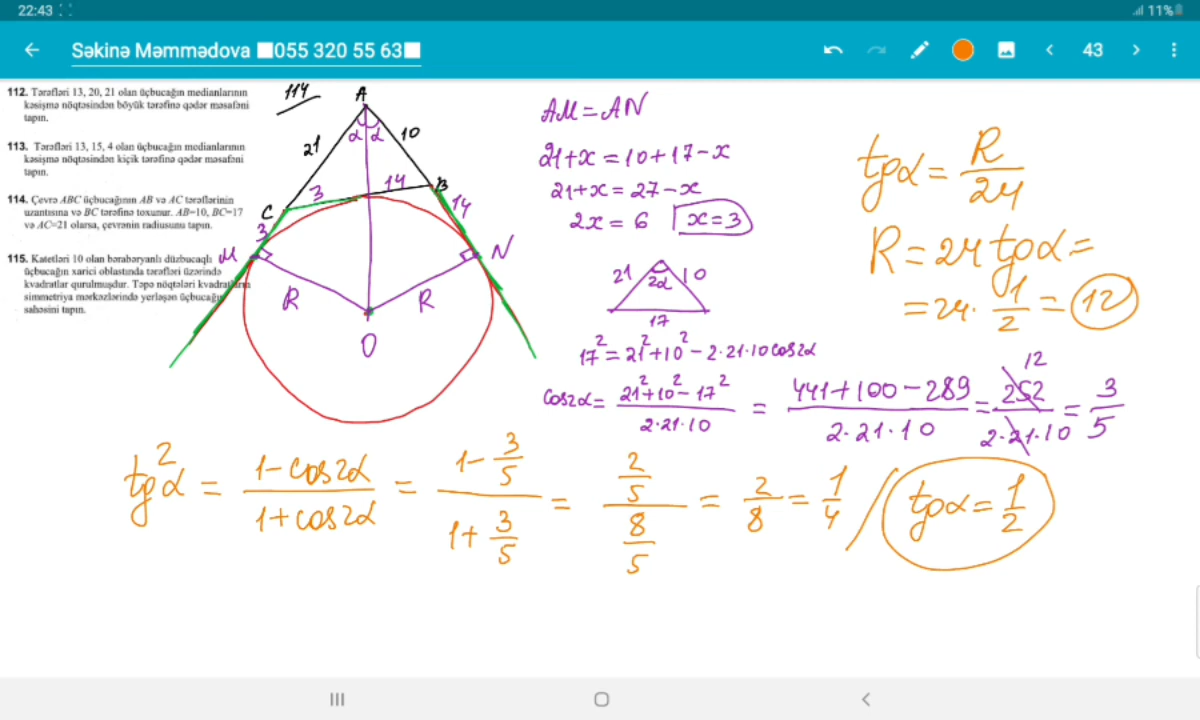 22:43
11%
Səkinə Məmmədova 055 320 55 63
43
112. Tərəfləri 13, 20, 21 olan üçbucağın medianlarının
kəsişmə nöqtəsindən böyük tərəfinə qədər məsafəni
tapın.
113. Tərəfləri 13, 15, 4 olan üçbucağın medianlarının
kəsişmə nöqtəsindən kiçik tərəfinə qədər məsafəni
tapın.
114. Çevrə ABC üçbucağının AB və AC tərəflərinin
uzantısına və BC tərəfinə toxunur. AB=10, BC=17
və AC=21 olarsa, çevrənin radiusunu tapın.
115. Katetləri 10 olan bərabəryanlı düzbucaqlı
üçbucağın xarici oblastında tərəfləri üzərində
kvadratlar qurulmuşdur. Təpə nöqtələri kvadratların
simmetriya mərkəzlərində yerləşən üçbucağın
sahəsini tapın.
114
A
α α
21 10
3 14 B
C 14
3
M N
R R
O
AM = AN
21+x = 10+17-x
21+x = 27-x
2x = 6 x=3
21 2α 10
17
17² = 21²+10² - 2·21·10 cos2α
cos2α = (21²+10²-17²)/(2·21·10) = (441+100-289)/(2·21·10) = 252/(2·21·10) = 3/5
12
tgα = R/24
R = 24 tgα =
= 24·1/2 = 12
tg²α = (1-cos2α)/(1+cos2α) = (1-3/5)/(1+3/5) = (2/5)/(8/5) = 2/8 = 1/4 / tgα = 1/2